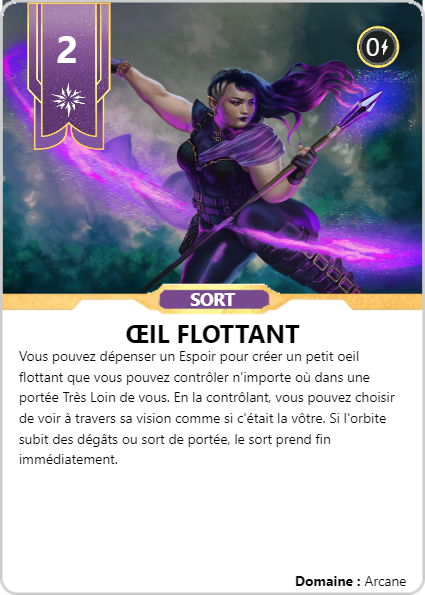 2
0
SORT
ŒIL FLOTTANT
Vous pouvez dépenser un Espoir pour créer un petit oeil
flottant que vous pouvez contrôler n'importe où dans une
portée Très Loin de vous. En la contrôlant, vous pouvez choisir
de voir à travers sa vision comme si c'était la vôtre. Si l'orbite
subit des dégâts ou sort de portée, le sort prend fin
immédiatement.
Domaine : Arcane